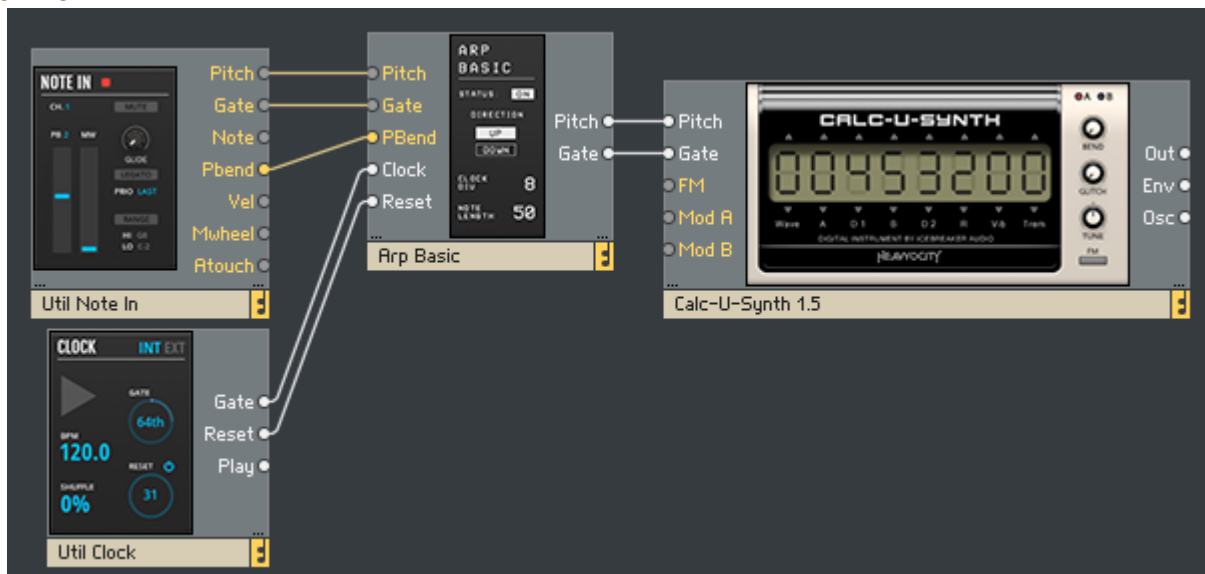 NOTE IN
CH. 1
MUTE
PB 2 MW
GLIDE
LEGATO
PRIO LAST
RANGE
HI G8
LO C-2
Pitch
Gate
Note
Pbend
Vel
Mwheel
Atouch
...
...
Util Note In
ARP
BASIC
STATUS: ON
DIRECTION
UP
DOWN
CLOCK
DIV 8
NOTE
LENGTH 50
Pitch
Gate
PBend
Clock
Reset
Pitch
Gate
...
...
Arp Basic
Pitch
Gate
FM
Mod A
Mod B
CALC-U-SYNTH
00453200
Wave A D1 B D2 R Vib Trem
DIGITAL INSTRUMENT BY ICEBREAKER AUDIO
HEAVYOCITY
A B
BEND
GLITCH
TUNE
FM
Out
Env
Osc
...
...
Calc-U-Synth 1.5
CLOCK INT EXT
GATE
64th
BPM
120.0
RESET
31
SHUFFLE
0%
Gate
Reset
Play
...
Util Clock